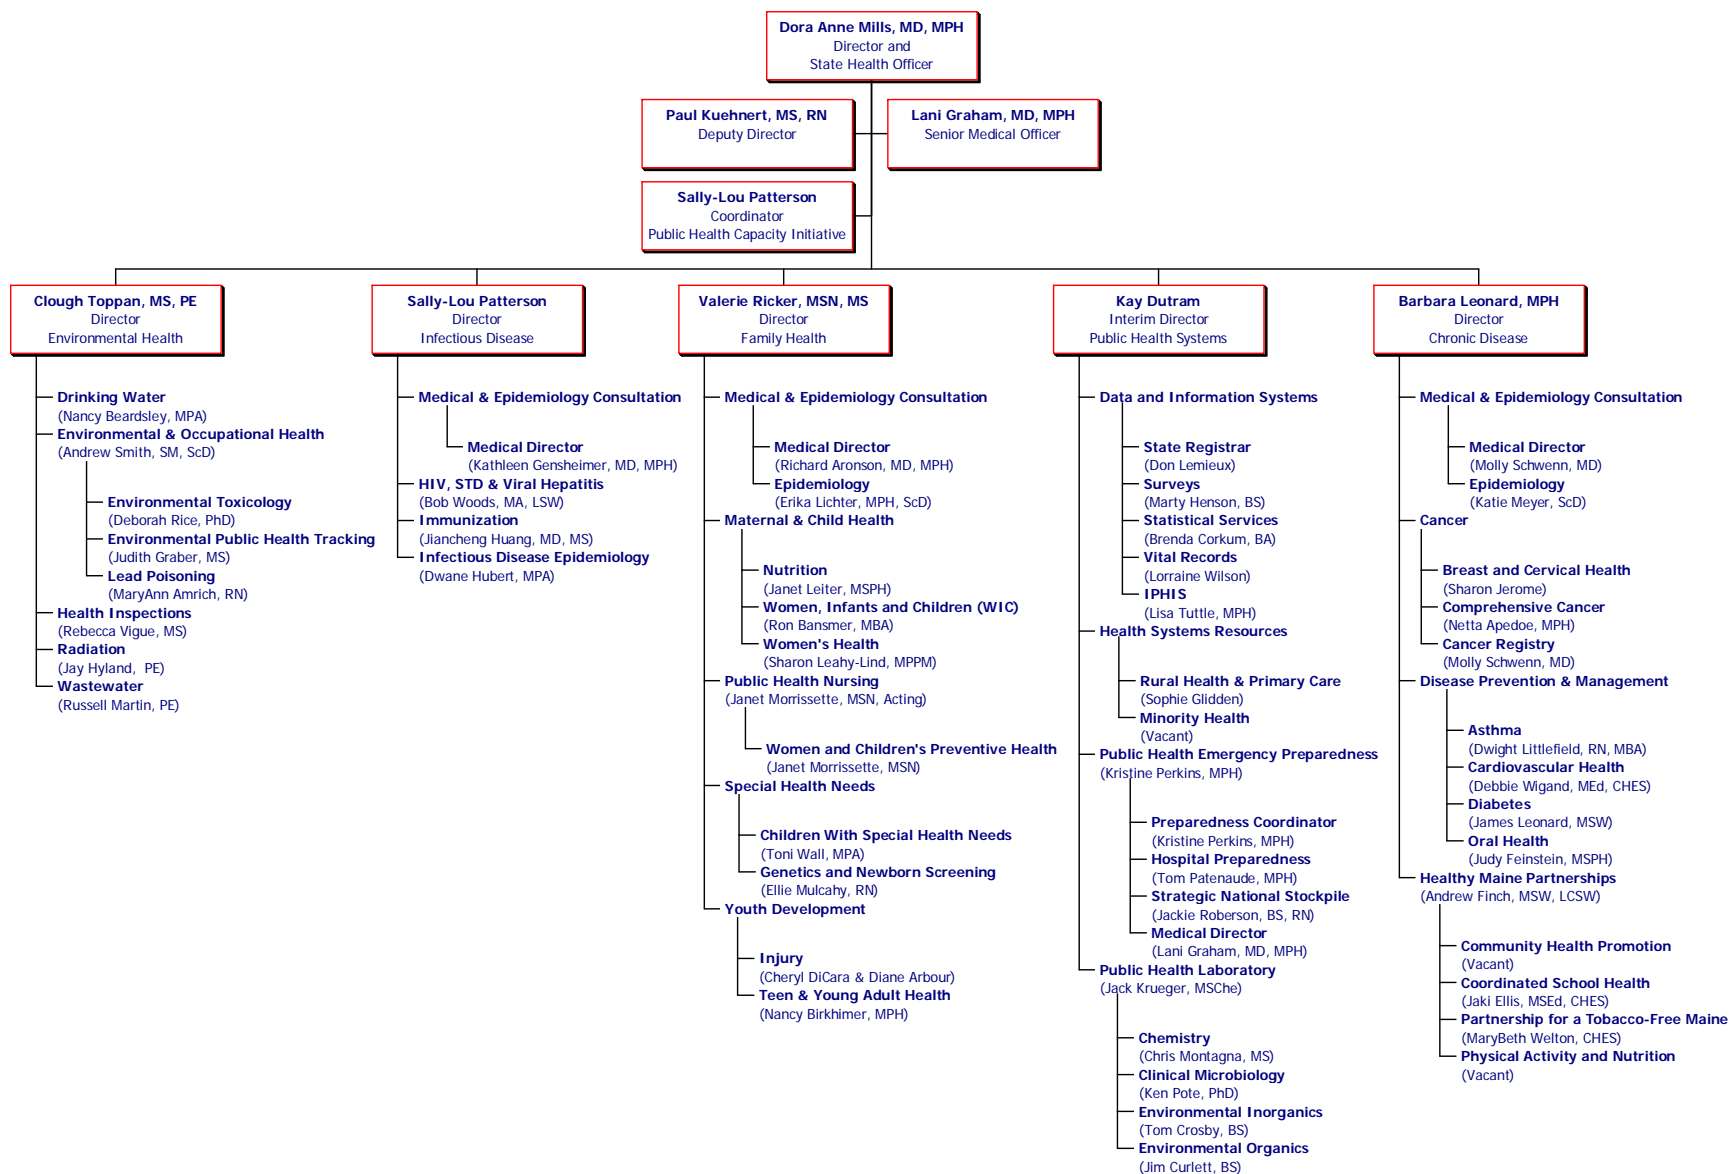 Dora Anne Mills, MD, MPH
Director and
State Health Officer
Paul Kuehnert, MS, RN
Deputy Director
Lani Graham, MD, MPH
Senior Medical Officer
Sally-Lou Patterson
Coordinator
Public Health Capacity Initiative
Clough Toppan, MS, PE
Director
Environmental Health
Drinking Water
(Nancy Beardsley, MPA)
Environmental & Occupational Health
(Andrew Smith, SM, ScD)
Environmental Toxicology
(Deborah Rice, PhD)
Environmental Public Health Tracking
(Judith Graber, MS)
Lead Poisoning
(MaryAnn Amrich, RN)
Health Inspections
(Rebecca Vigue, MS)
Radiation
(Jay Hyland, PE)
Wastewater
(Russell Martin, PE)
Sally-Lou Patterson
Director
Infectious Disease
Medical & Epidemiology Consultation
Medical Director
(Kathleen Gensheimer, MD, MPH)
HIV, STD & Viral Hepatitis
(Bob Woods, MA, LSW)
Immunization
(Jiancheng Huang, MD, MS)
Infectious Disease Epidemiology
(Dwane Hubert, MPA)
Valerie Ricker, MSN, MS
Director
Family Health
Medical & Epidemiology Consultation
Medical Director
(Richard Aronson, MD, MPH)
Epidemiology
(Erika Lichter, MPH, ScD)
Maternal & Child Health
Nutrition
(Janet Leiter, MSPH)
Women, Infants and Children (WIC)
(Ron Bansmer, MBA)
Women's Health
(Sharon Leahy-Lind, MPPM)
Public Health Nursing
(Janet Morrissette, MSN, Acting)
Women and Children's Preventive Health
(Janet Morrissette, MSN)
Special Health Needs
Children With Special Health Needs
(Toni Wall, MPA)
Genetics and Newborn Screening
(Ellie Mulcahy, RN)
Youth Development
Injury
(Cheryl DiCara & Diane Arbour)
Teen & Young Adult Health
(Nancy Birkhimer, MPH)
Kay Dutram
Interim Director
Public Health Systems
Data and Information Systems
State Registrar
(Don Lemieux)
Surveys
(Marty Henson, BS)
Statistical Services
(Brenda Corkum, BA)
Vital Records
(Lorraine Wilson)
IPHIS
(Lisa Tuttle, MPH)
Health Systems Resources
Rural Health & Primary Care
(Sophie Glidden)
Minority Health
(Vacant)
Public Health Emergency Preparedness
(Kristine Perkins, MPH)
Preparedness Coordinator
(Kristine Perkins, MPH)
Hospital Preparedness
(Tom Patenaude, MPH)
Strategic National Stockpile
(Jackie Roberson, BS, RN)
Medical Director
(Lani Graham, MD, MPH)
Public Health Laboratory
(Jack Krueger, MSChe)
Chemistry
(Chris Montagna, MS)
Clinical Microbiology
(Ken Pote, PhD)
Environmental Inorganics
(Tom Crosby, BS)
Environmental Organics
(Jim Curlett, BS)
Barbara Leonard, MPH
Director
Chronic Disease
Medical & Epidemiology Consultation
Medical Director
(Molly Schwenn, MD)
Epidemiology
(Katie Meyer, ScD)
Cancer
Breast and Cervical Health
(Sharon Jerome)
Comprehensive Cancer
(Netta Apedoe, MPH)
Cancer Registry
(Molly Schwenn, MD)
Disease Prevention & Management
Asthma
(Dwight Littlefield, RN, MBA)
Cardiovascular Health
(Debbie Wigand, MEd, CHES)
Diabetes
(James Leonard, MSW)
Oral Health
(Judy Feinstein, MSPH)
Healthy Maine Partnerships
(Andrew Finch, MSW, LCSW)
Community Health Promotion
(Vacant)
Coordinated School Health
(Jaki Ellis, MSEd, CHES)
Partnership for a Tobacco-Free Maine
(MaryBeth Welton, CHES)
Physical Activity and Nutrition
(Vacant)